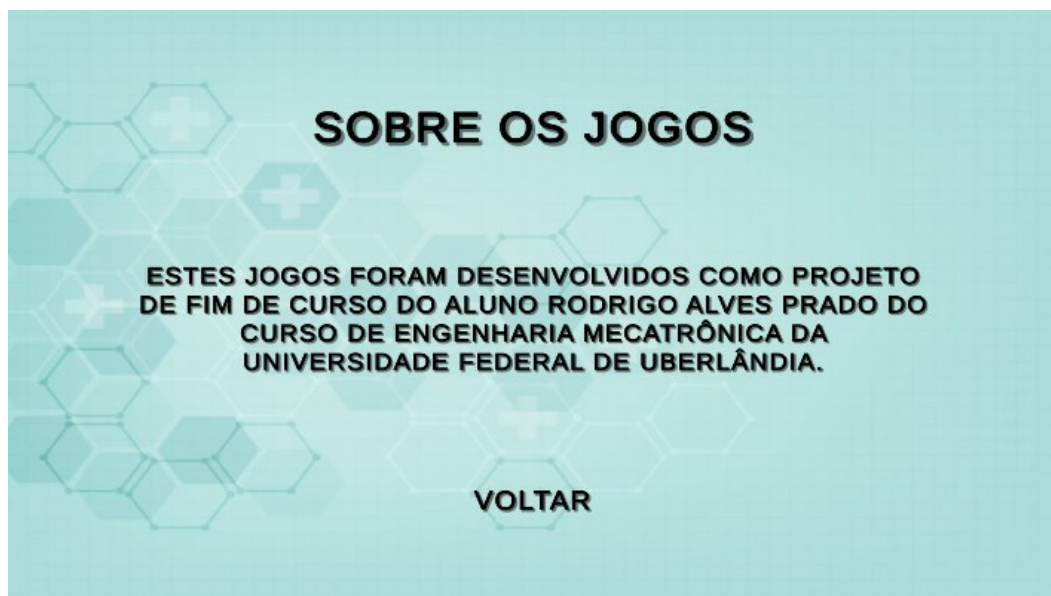 SOBRE OS JOGOS
ESTES JOGOS FORAM DESENVOLVIDOS COMO PROJETO
DE FIM DE CURSO DO ALUNO RODRIGO ALVES PRADO DO
CURSO DE ENGENHARIA MECATRÔNICA DA
UNIVERSIDADE FEDERAL DE UBERLÂNDIA.
VOLTAR